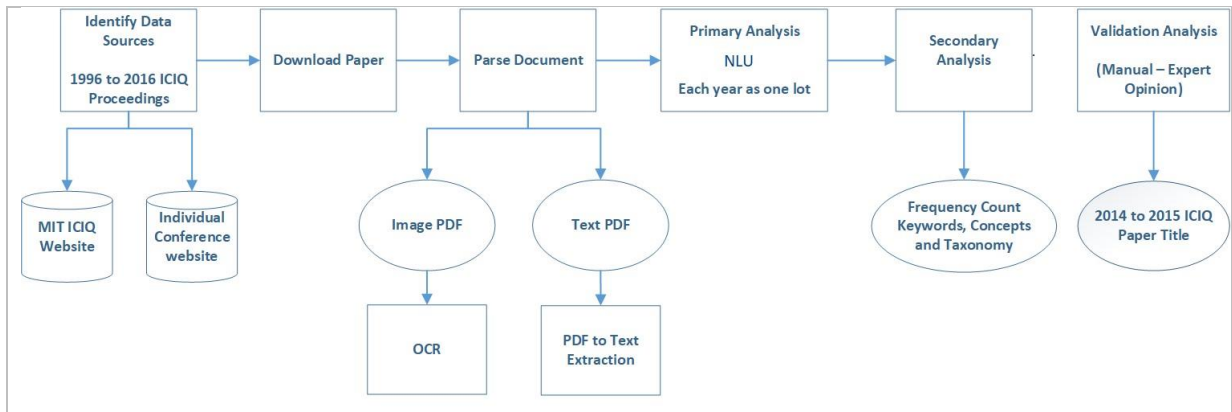 Identify Data
Sources
1996 to 2016 ICIQ
Proceedings
Download Paper
Parse Document
Primary Analysis
NLU
Each year as one lot
Secondary
Analysis
Validation Analysis
(Manual – Expert
Opinion)
MIT ICIQ
Website
Individual
Conference
website
Image PDF
Text PDF
Frequency Count
Keywords, Concepts
and Taxonomy
2014 to 2015 ICIQ
Paper Title
OCR
PDF to Text
Extraction